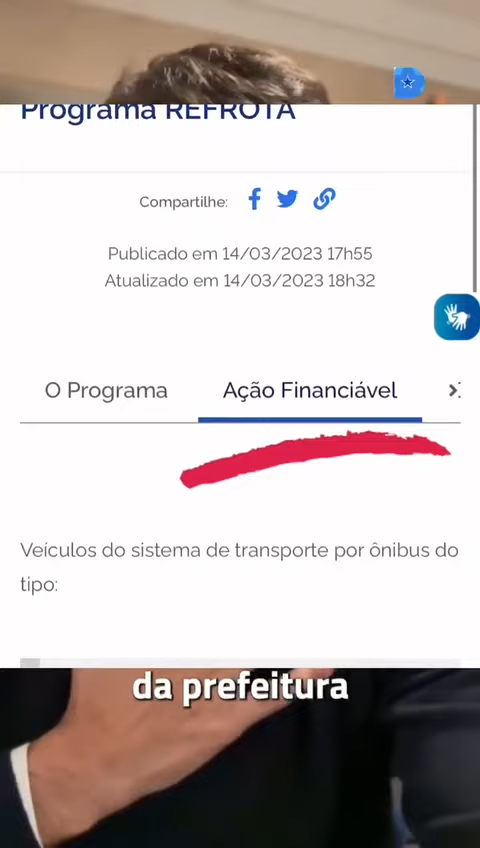 Programa REFROTA
Compartilhe:
Publicado em 14/03/2023 17h55
Atualizado em 14/03/2023 18h32
O Programa
Ação Financiável
Veículos do sistema de transporte por ônibus do
tipo:
da prefeitura